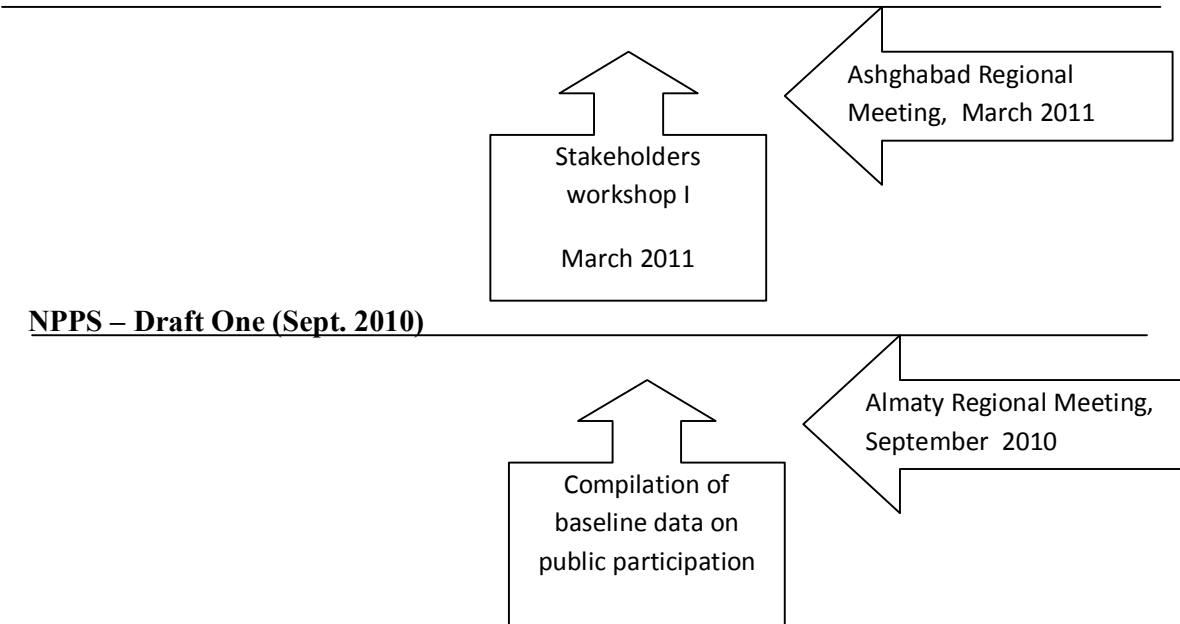 Ashghabad Regional
Meeting, March 2011
Stakeholders
workshop I
March 2011
NPPS – Draft One (Sept. 2010)
Almaty Regional Meeting,
September 2010
Compilation of
baseline data on
public participation